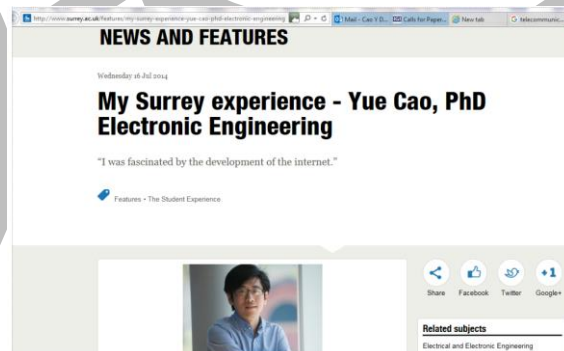 http://www.surrey.ac.uk/features/my-surrey-experience-yue-cao-phd-electronic-engineering
Mail - Cao Y D...
Calls for Paper...
New tab
telecommunic...
NEWS AND FEATURES
Wednesday 16 Jul 2014
My Surrey experience - Yue Cao, PhD
Electronic Engineering
"I was fascinated by the development of the internet."
Features • The Student Experience
Share
Facebook
Twitter
+1
Google+
Related subjects
Electrical and Electronic Engineering